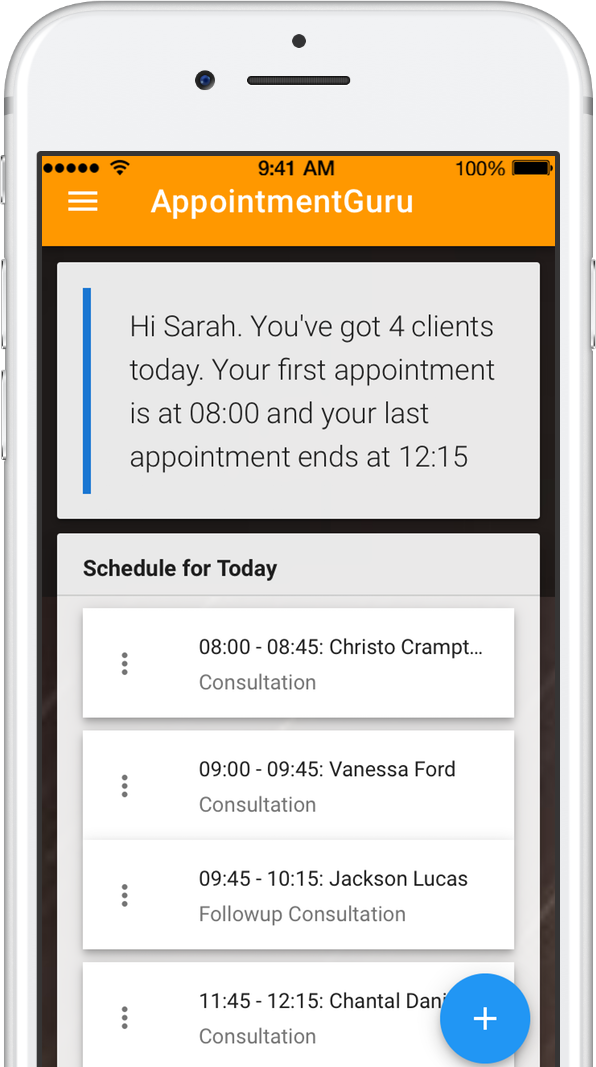 9:41 AM 100%
AppointmentGuru
Hi Sarah. You've got 4 clients
today. Your first appointment
is at 08:00 and your last
appointment ends at 12:15
Schedule for Today
08:00 - 08:45: Christo Crampt...
Consultation
09:00 - 09:45: Vanessa Ford
Consultation
09:45 - 10:15: Jackson Lucas
Followup Consultation
11:45 - 12:15: Chantal
Consultation
+